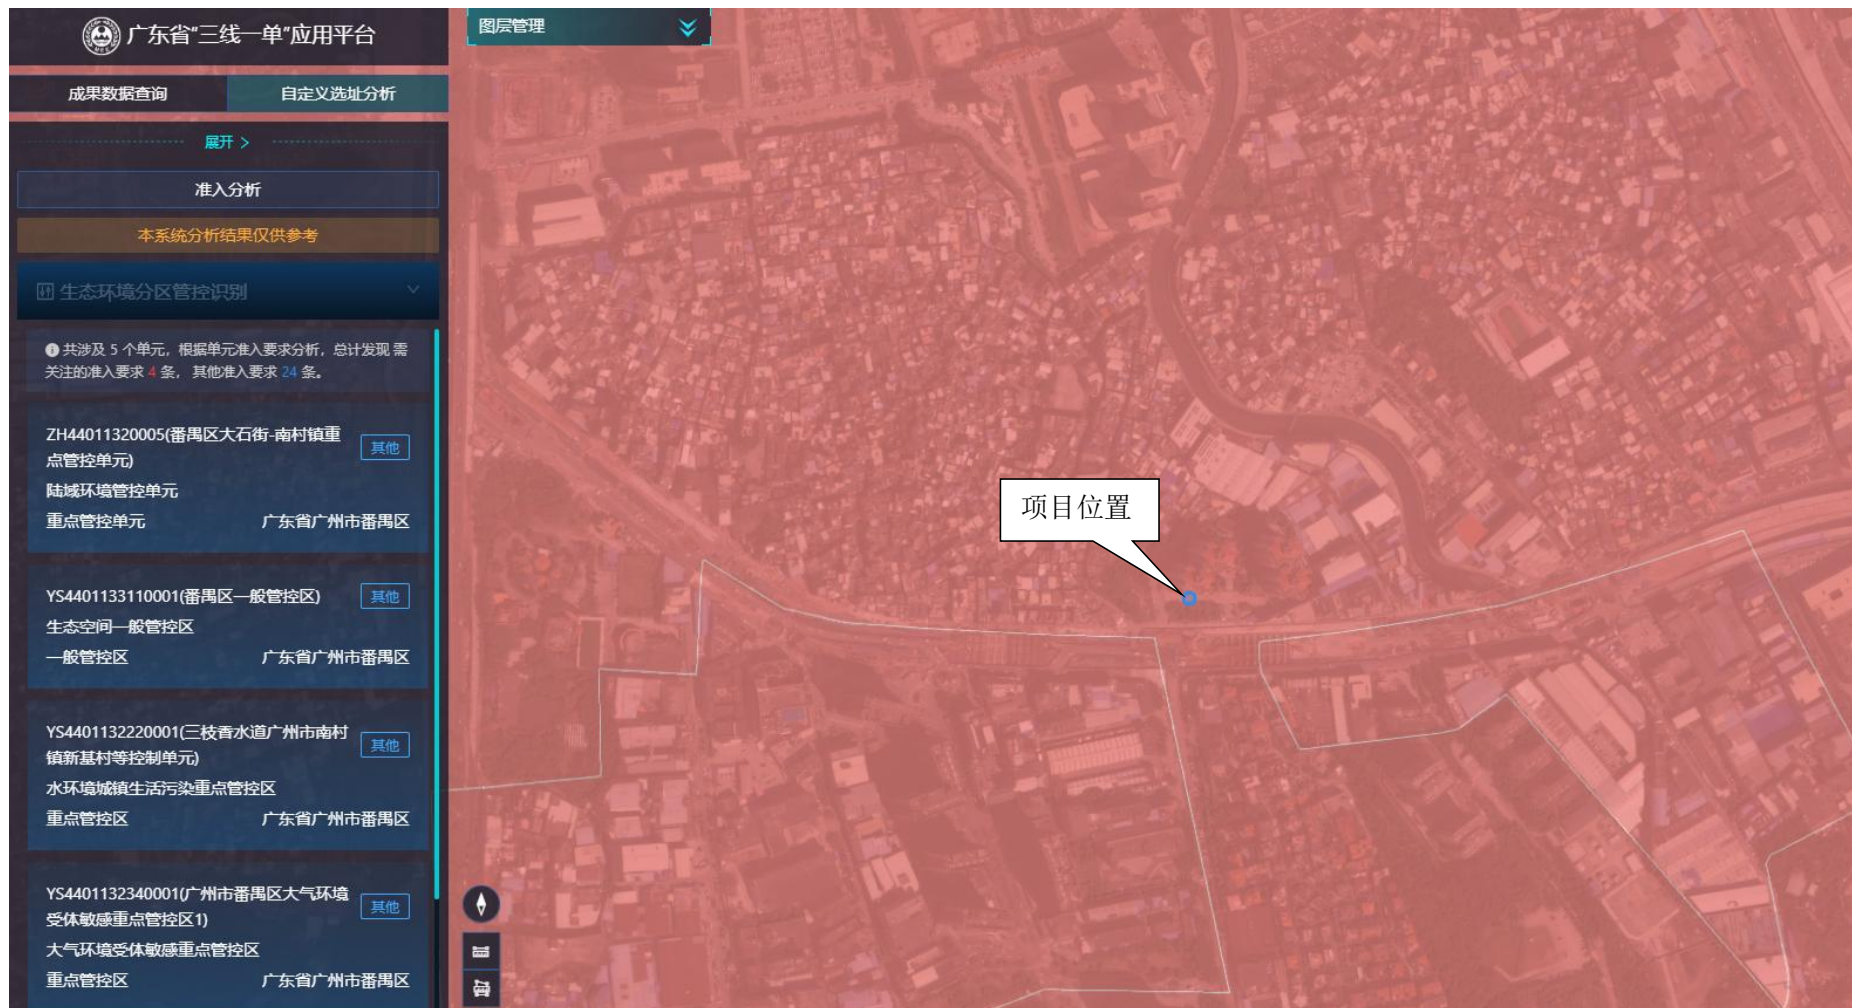 广东省"三线一单"应用平台
成果数据查询
自定义选址分析
展开 >
准入分析
本系统分析结果仅供参考
生态环境分区管控识别
共涉及 5 个单元，根据单元准入要求分析，总计发现 需
关注的准入要求 4 条， 其他准入要求 24 条。
ZH44011320005(番禺区大石街-南村镇重
点管控单元)
其他
陆域环境管控单元
重点管控单元 广东省广州市番禺区
YS4401133110001(番禺区一般管控区)
其他
生态空间一般管控区
一般管控区 广东省广州市番禺区
YS4401132220001(三枝香水道广州市南村
镇新基村等控制单元)
其他
水环境城镇生活污染重点管控区
重点管控区 广东省广州市番禺区
YS4401132340001(广州市番禺区大气环境
受体敏感重点管控区1)
其他
大气环境受体敏感重点管控区
重点管控区 广东省广州市番禺区
图层管理
项目位置